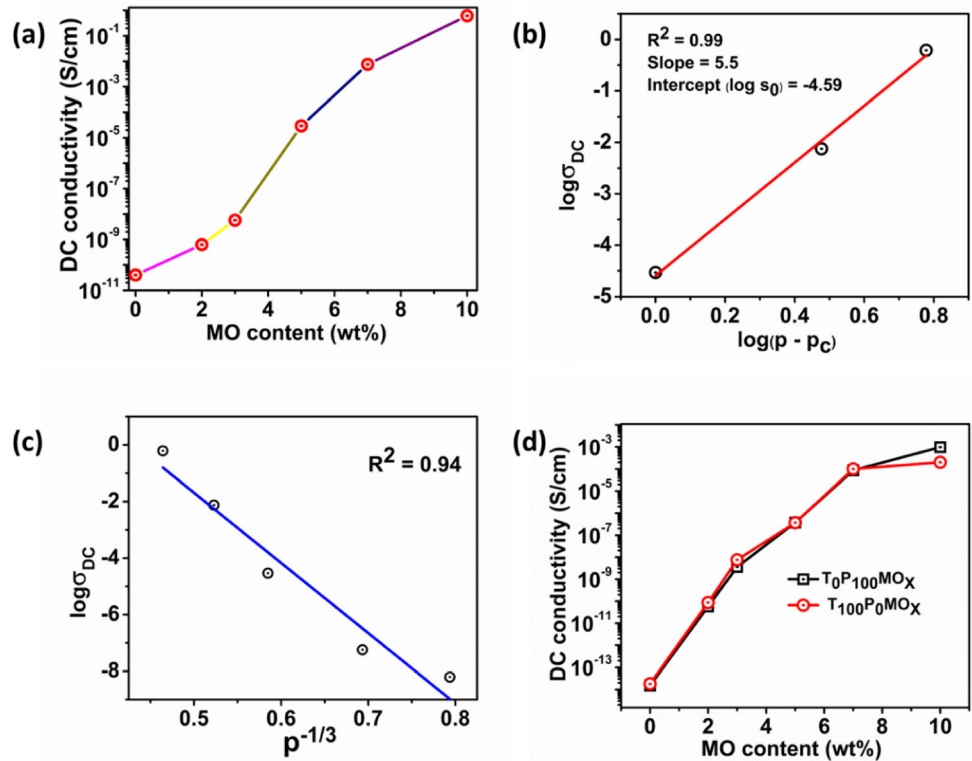 (a)
DC conductivity (S/cm)
10⁻¹
10⁻³
10⁻⁵
10⁻⁷
10⁻⁹
10⁻¹¹
0 2 4 6 8 10
MO content (wt%)
(b)
R² = 0.99
Slope = 5.5
Intercept (log s₀) = -4.59
logσDC
0
-1
-2
-3
-4
-5
0.0 0.2 0.4 0.6 0.8
log(p - pC)
(c)
R² = 0.94
logσDC
0
-2
-4
-6
-8
0.5 0.6 0.7 0.8
p⁻¹/³
(d)
DC conductivity (S/cm)
10⁻³
10⁻⁵
10⁻⁷
10⁻⁹
10⁻¹¹
10⁻¹³
T₀P₁₀₀MOX
T₁₀₀P₀MOX
0 2 4 6 8 10
MO content (wt%)